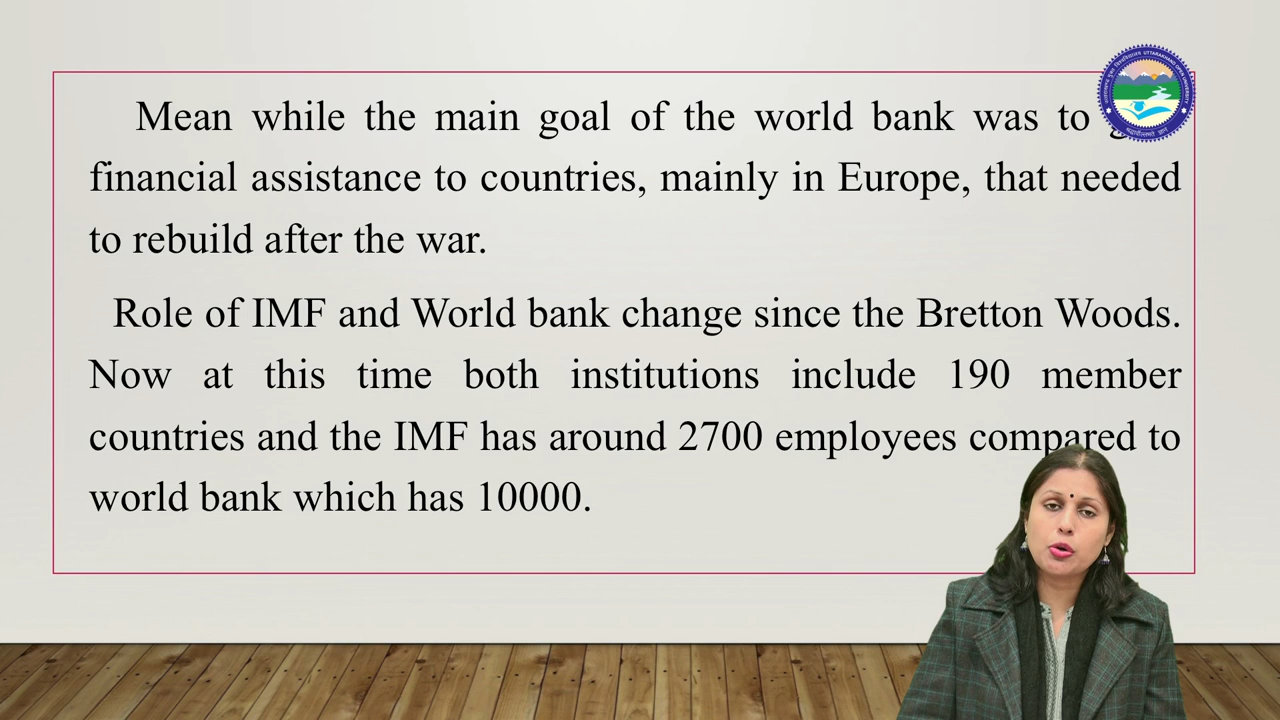 Mean while the main goal of the world bank was to
financial assistance to countries, mainly in Europe, that needed
to rebuild after the war.
Role of IMF and World bank change since the Bretton Woods.
Now at this time both institutions include 190 member
countries and the IMF has around 2700 employees compared to
world bank which has 10000.
UTTARAKHAND OPEN UNIVERSITY